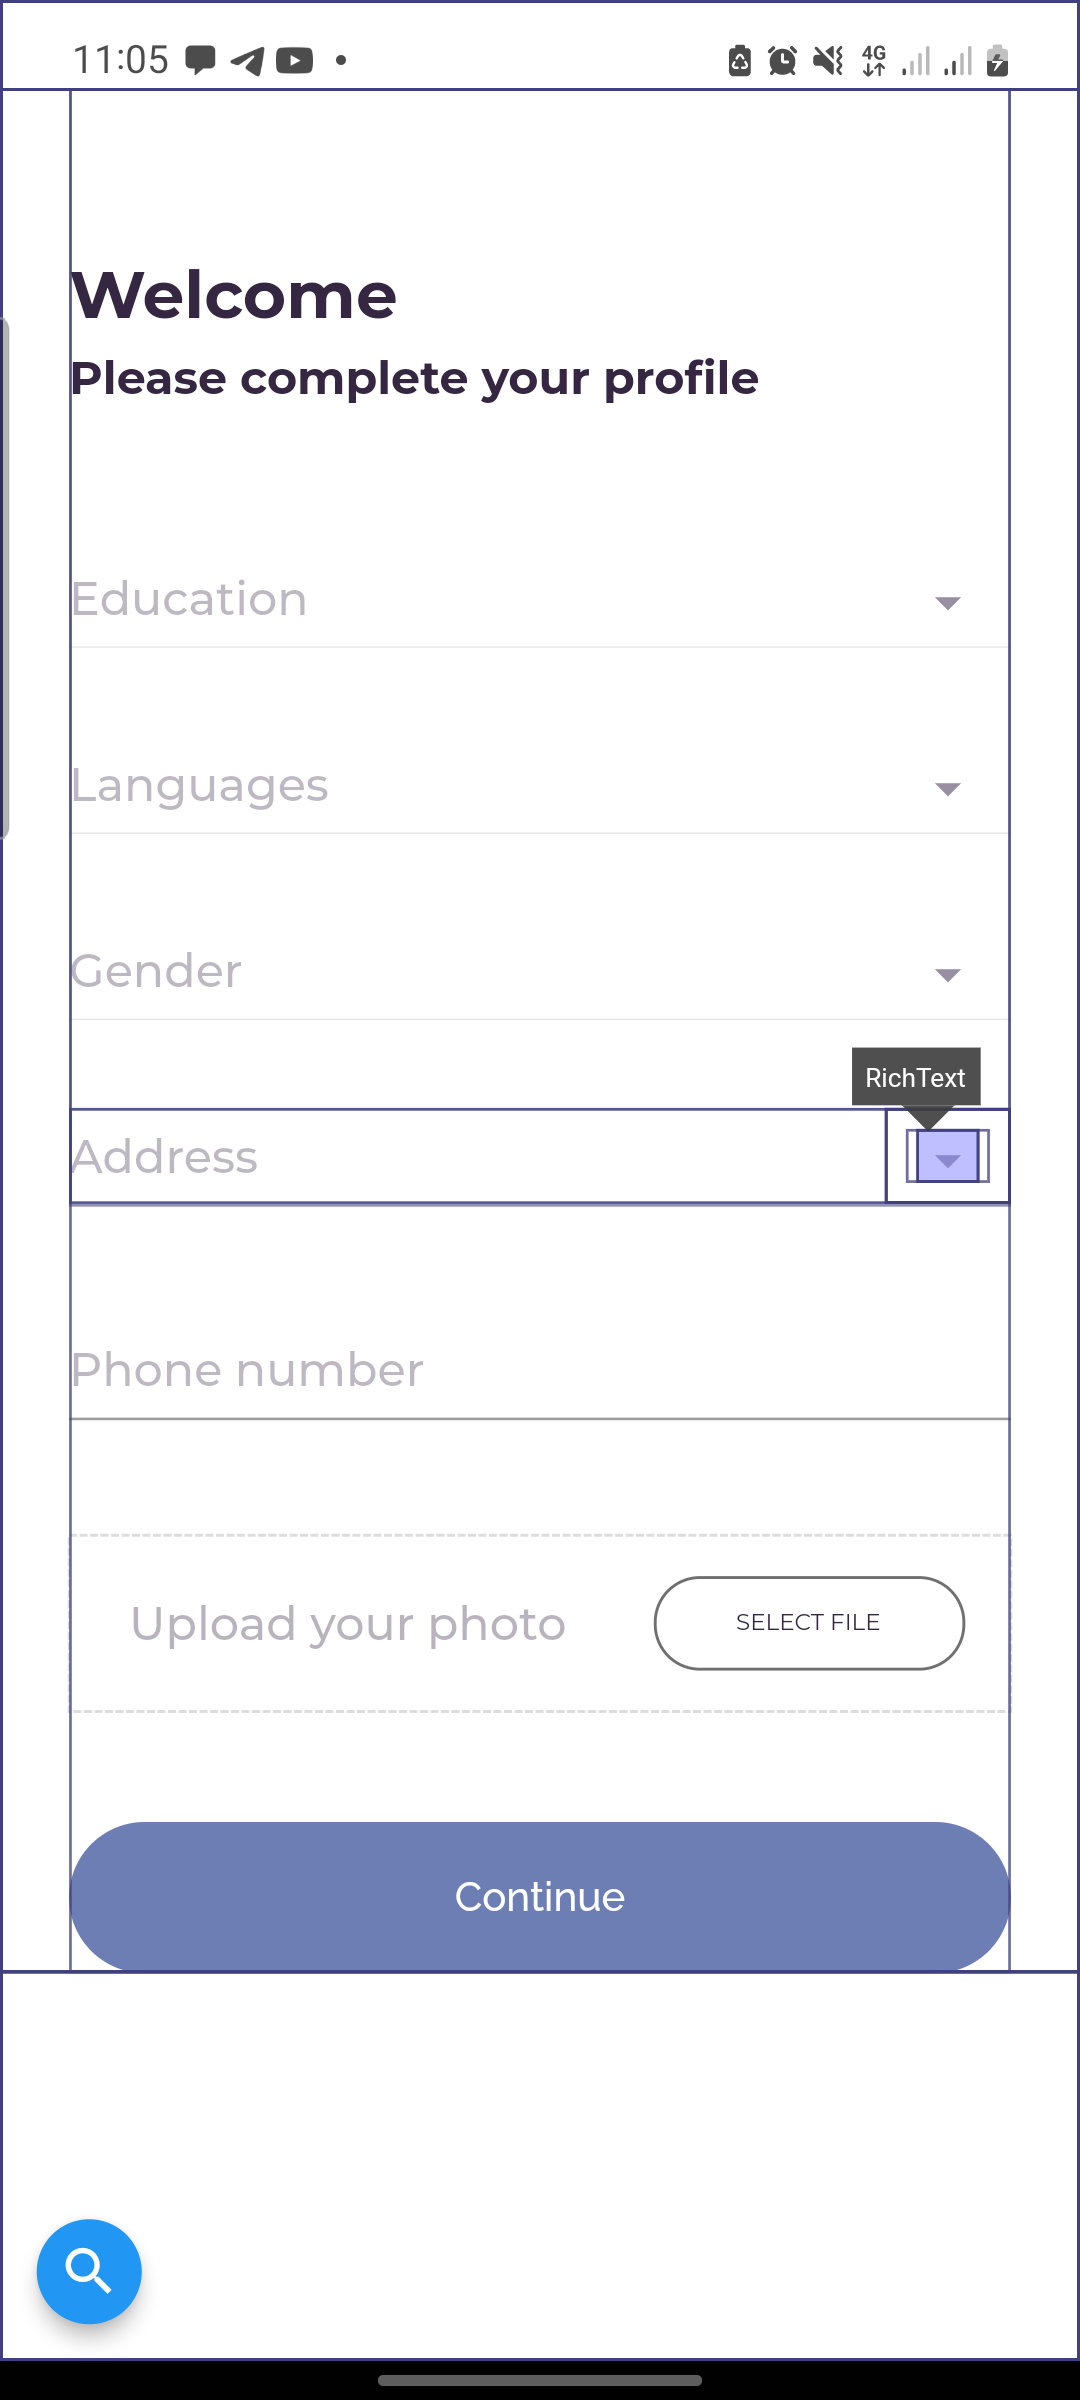 11:05
4G
Welcome
Please complete your profile
Education
Languages
Gender
RichText
Address
Phone number
Upload your photo
SELECT FILE
Continue